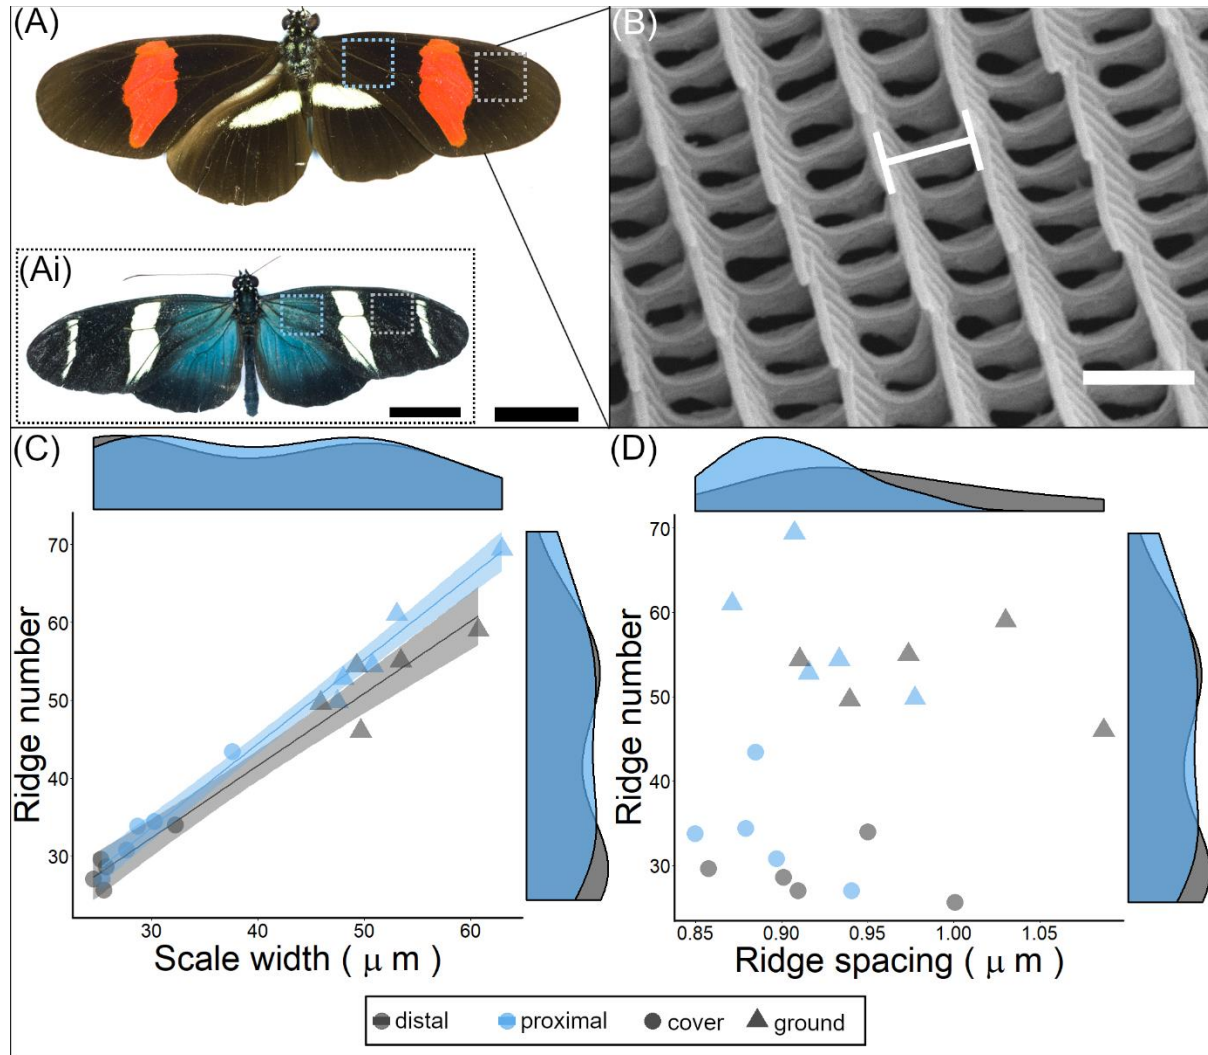 (A)
(B)
(Ai)
(C)
(D)
70
60
50
40
30
Ridge number
30
40
50
60
Scale width ( μ m )
70
60
50
40
30
Ridge number
0.85
0.90
0.95
1.00
1.05
Ridge spacing ( μ m )
distal
proximal
cover
ground